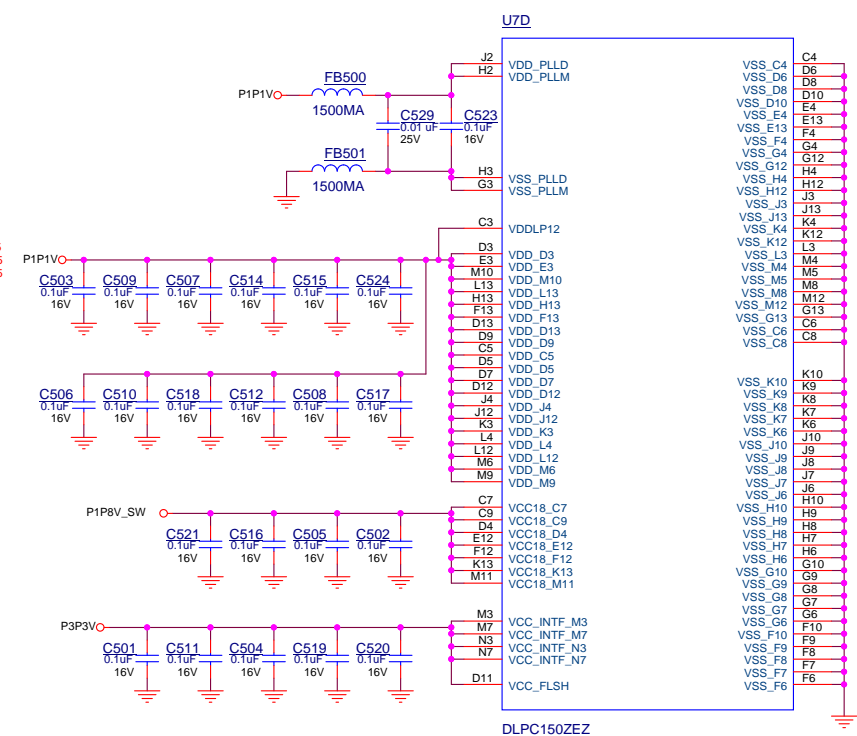 U7D
P1P1V
FB500
1500MA
C529
0.01 uF
25V
C523
0.1uF
16V
FB501
1500MA
J2 VDD_PLLD
H2 VDD_PLLM
H3 VSS_PLLD
G3 VSS_PLLM
C3 VDDLP12
P1P1V
C503
0.1uF
16V
C509
0.1uF
16V
C507
0.1uF
16V
C514
0.1uF
16V
C515
0.1uF
16V
C524
0.1uF
16V
D3 VDD_D3
E3 VDD_E3
M10 VDD_M10
L13 VDD_L13
H13 VDD_H13
F13 VDD_F13
D13 VDD_D13
D9 VDD_D9
C5 VDD_C5
D5 VDD_D5
D7 VDD_D7
D12 VDD_D12
J4 VDD_J4
J12 VDD_J12
K3 VDD_K3
L4 VDD_L4
L12 VDD_L12
M6 VDD_M6
M9 VDD_M9
C506
0.1uF
16V
C510
0.1uF
16V
C518
0.1uF
16V
C512
0.1uF
16V
C508
0.1uF
16V
C517
0.1uF
16V
P1P8V_SW
C521
0.1uF
16V
C516
0.1uF
16V
C505
0.1uF
16V
C502
0.1uF
16V
C7 VCC18_C7
C9 VCC18_C9
D4 VCC18_D4
E12 VCC18_E12
F12 VCC18_F12
K13 VCC18_K13
M11 VCC18_M11
P3P3V
C501
0.1uF
16V
C511
0.1uF
16V
C504
0.1uF
16V
C519
0.1uF
16V
C520
0.1uF
16V
M3 VCC_INTF_M3
M7 VCC_INTF_M7
N3 VCC_INTF_N3
N7 VCC_INTF_N7
D11 VCC_FLSH
VSS_C4 C4
VSS_D6 D6
VSS_D8 D8
VSS_D10 D10
VSS_E4 E4
VSS_E13 E13
VSS_F4 F4
VSS_G4 G4
VSS_G12 G12
VSS_H4 H4
VSS_H12 H12
VSS_J3 J3
VSS_J13 J13
VSS_K4 K4
VSS_K12 K12
VSS_L3 L3
VSS_M4 M4
VSS_M5 M5
VSS_M8 M8
VSS_M12 M12
VSS_G13 G13
VSS_C6 C6
VSS_C8 C8
VSS_K10 K10
VSS_K9 K9
VSS_K8 K8
VSS_K7 K7
VSS_K6 K6
VSS_J10 J10
VSS_J9 J9
VSS_J8 J8
VSS_J7 J7
VSS_J6 J6
VSS_H10 H10
VSS_H9 H9
VSS_H8 H8
VSS_H7 H7
VSS_H6 H6
VSS_G10 G10
VSS_G9 G9
VSS_G8 G8
VSS_G7 G7
VSS_G6 G6
VSS_F10 F10
VSS_F9 F9
VSS_F8 F8
VSS_F7 F7
VSS_F6 F6
DLPC150ZEZ